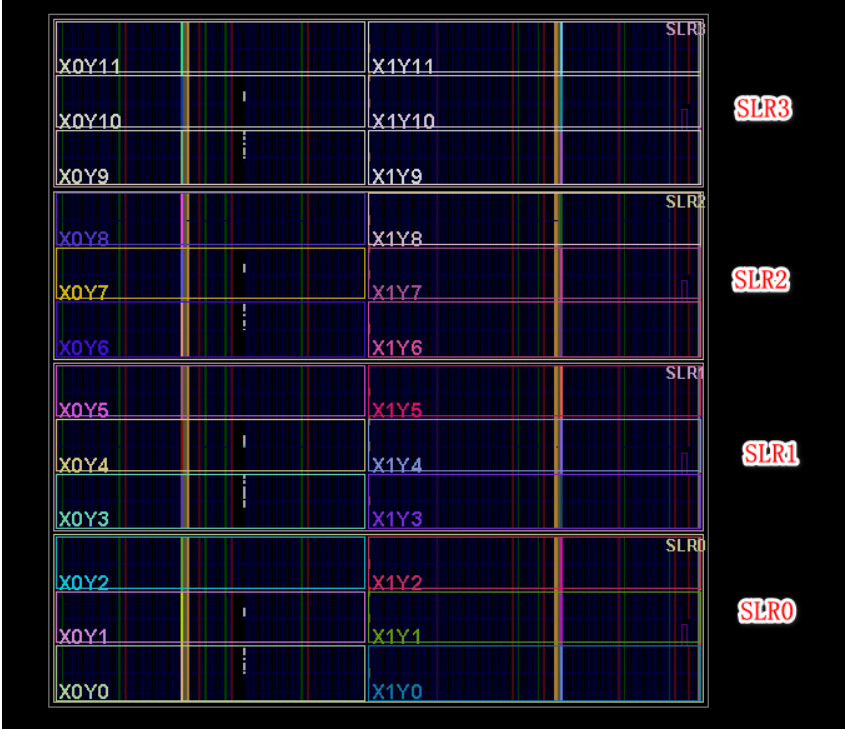 SLR3
X0Y11 X1Y11
SLR3
X0Y10 X1Y10
X0Y9 X1Y9
SLR2
X0Y8 X1Y8
SLR2
X0Y7 X1Y7
X0Y6 X1Y6
SLR1
X0Y5 X1Y5
SLR1
X0Y4 X1Y4
X0Y3 X1Y3
SLR0
X0Y2 X1Y2
SLR0
X0Y1 X1Y1
X0Y0 X1Y0